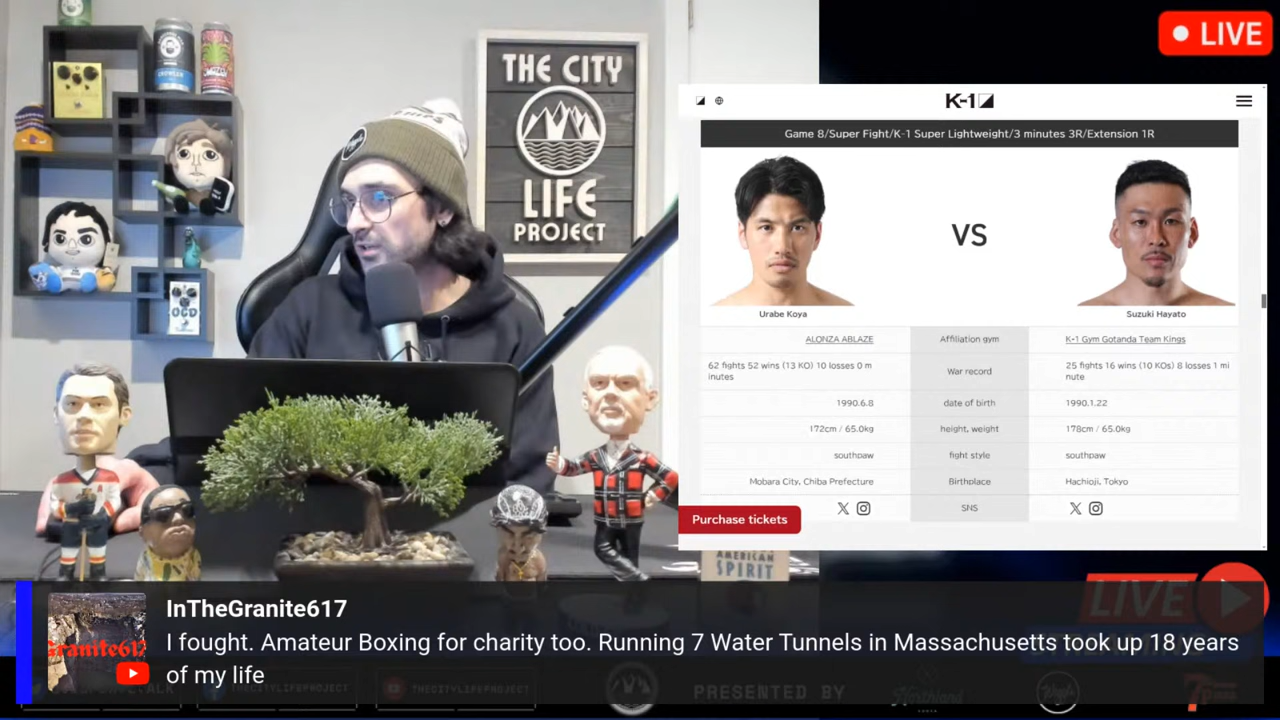 LIVE
THE CITY
LIFE
PROJECT
K-1
Game 8/Super Fight/K-1 Super Lightweight/3 minutes 3R/Extension 1R
VS
Urabe Koya
Suzuki Hayato
ALONZA ABLAZE
Affiliation gym
K-1 Gym Gotanda Team Kings
62 fights 52 wins (13 KO) 10 losses 0 m
inutes
War record
25 fights 16 wins (10 KOs) 8 losses 1 mi
nute
1990.6.8
date of birth
1990.1.22
172cm / 65.0kg
height, weight
178cm / 65.0kg
southpaw
fight style
southpaw
Mobara City, Chiba Prefecture
Birthplace
Hachioji, Tokyo
SNS
Purchase tickets
OCD
AMERICAN
SPIRIT
LIVE
InTheGranite617
I fought. Amateur Boxing for charity too. Running 7 Water Tunnels in Massachusetts took up 18 years
of my life
THECITYLIFEPROJECT
THECITYLIFEPROJECT
PRESENTED BY
Northland